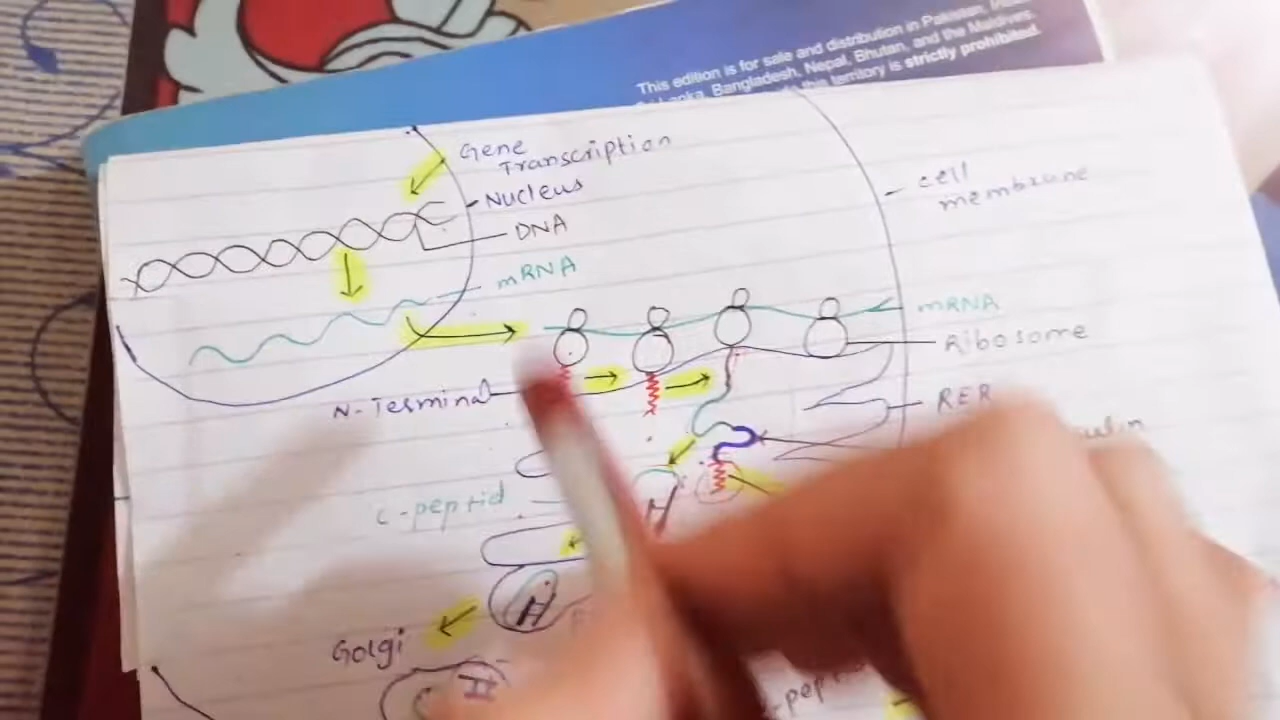 This edition is for sale and distribution in Pakistan,
Lanka, Bangladesh, Nepal, Bhutan, and the Maldives.
this territory is strictly prohibited.
Gene
Transcription
Nucleus
DNA
mRNA
cell
membrane
mRNA
Ribosome
N-Terminal
RER
C-peptid
Golgi